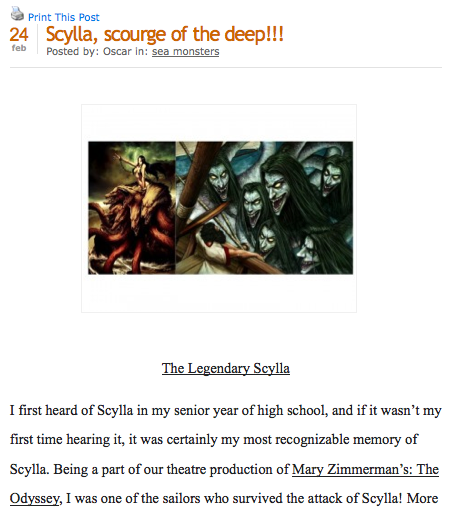 Print This Post
24
feb
Scylla, scourge of the deep!!!
Posted by: Oscar in: sea monsters
The Legendary Scylla
I first heard of Scylla in my senior year of high school, and if it wasn’t my
first time hearing it, it was certainly my most recognizable memory of
Scylla. Being a part of our theatre production of Mary Zimmerman’s: The
Odyssey, I was one of the sailors who survived the attack of Scylla! More